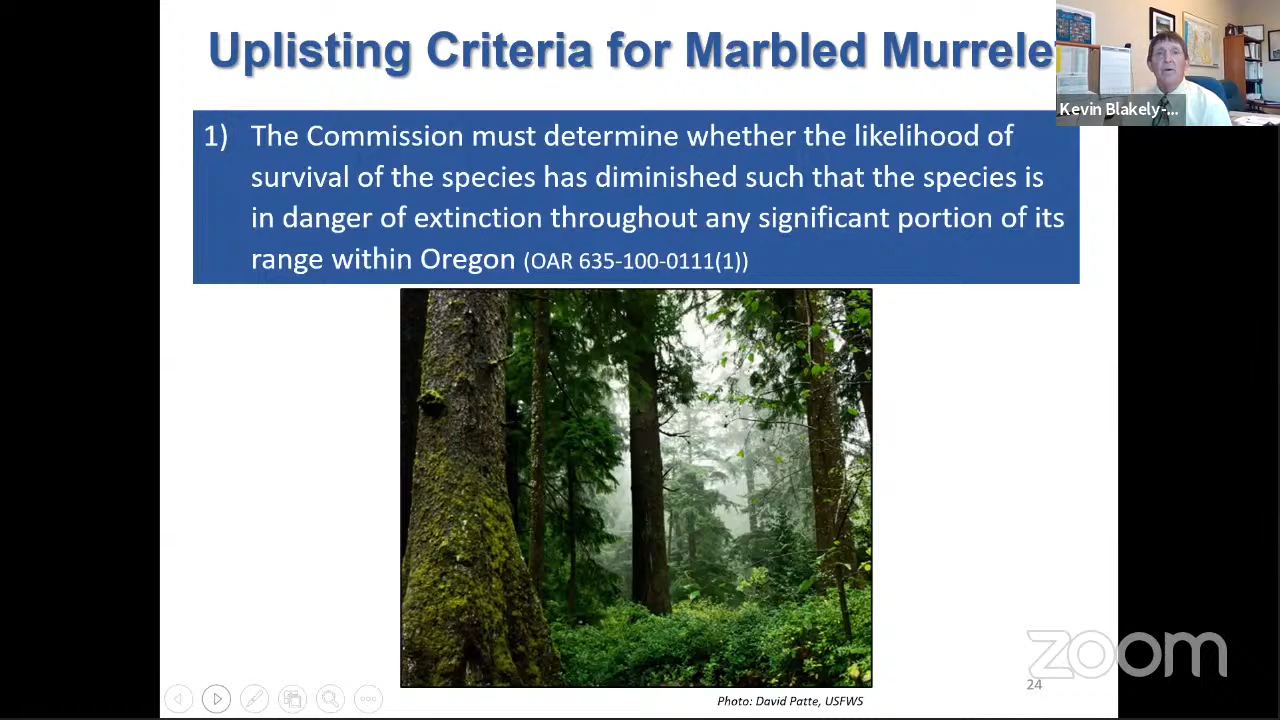 Uplisting Criteria for Marbled Murrele
Kevin Blakely-...
1) The Commission must determine whether the likelihood of
survival of the species has diminished such that the species is
in danger of extinction throughout any significant portion of its
range within Oregon (OAR 635-100-0111(1))
zoom
24
Photo: David Patte, USFWS